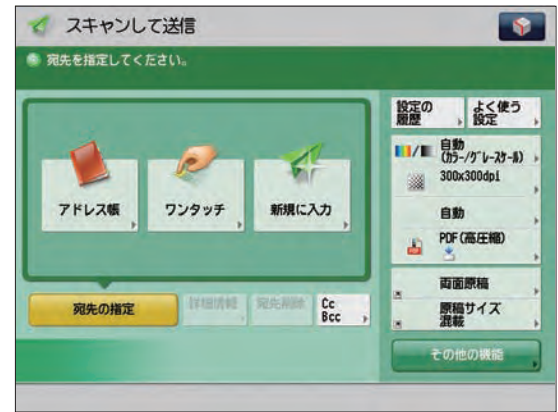 スキャンして送信
宛先を指定してください。
設定の
履歴
よく使う
設定
自動
(ｶﾗｰ/ｸﾞﾚｰｽｹｰﾙ)
300x300dpi
自動
PDF(高圧縮)
アドレス帳
ワンタッチ
新規に入力
宛先の指定
詳細情報
宛先削除
Cc
Bcc
両面原稿
原稿サイズ
混載
その他の機能